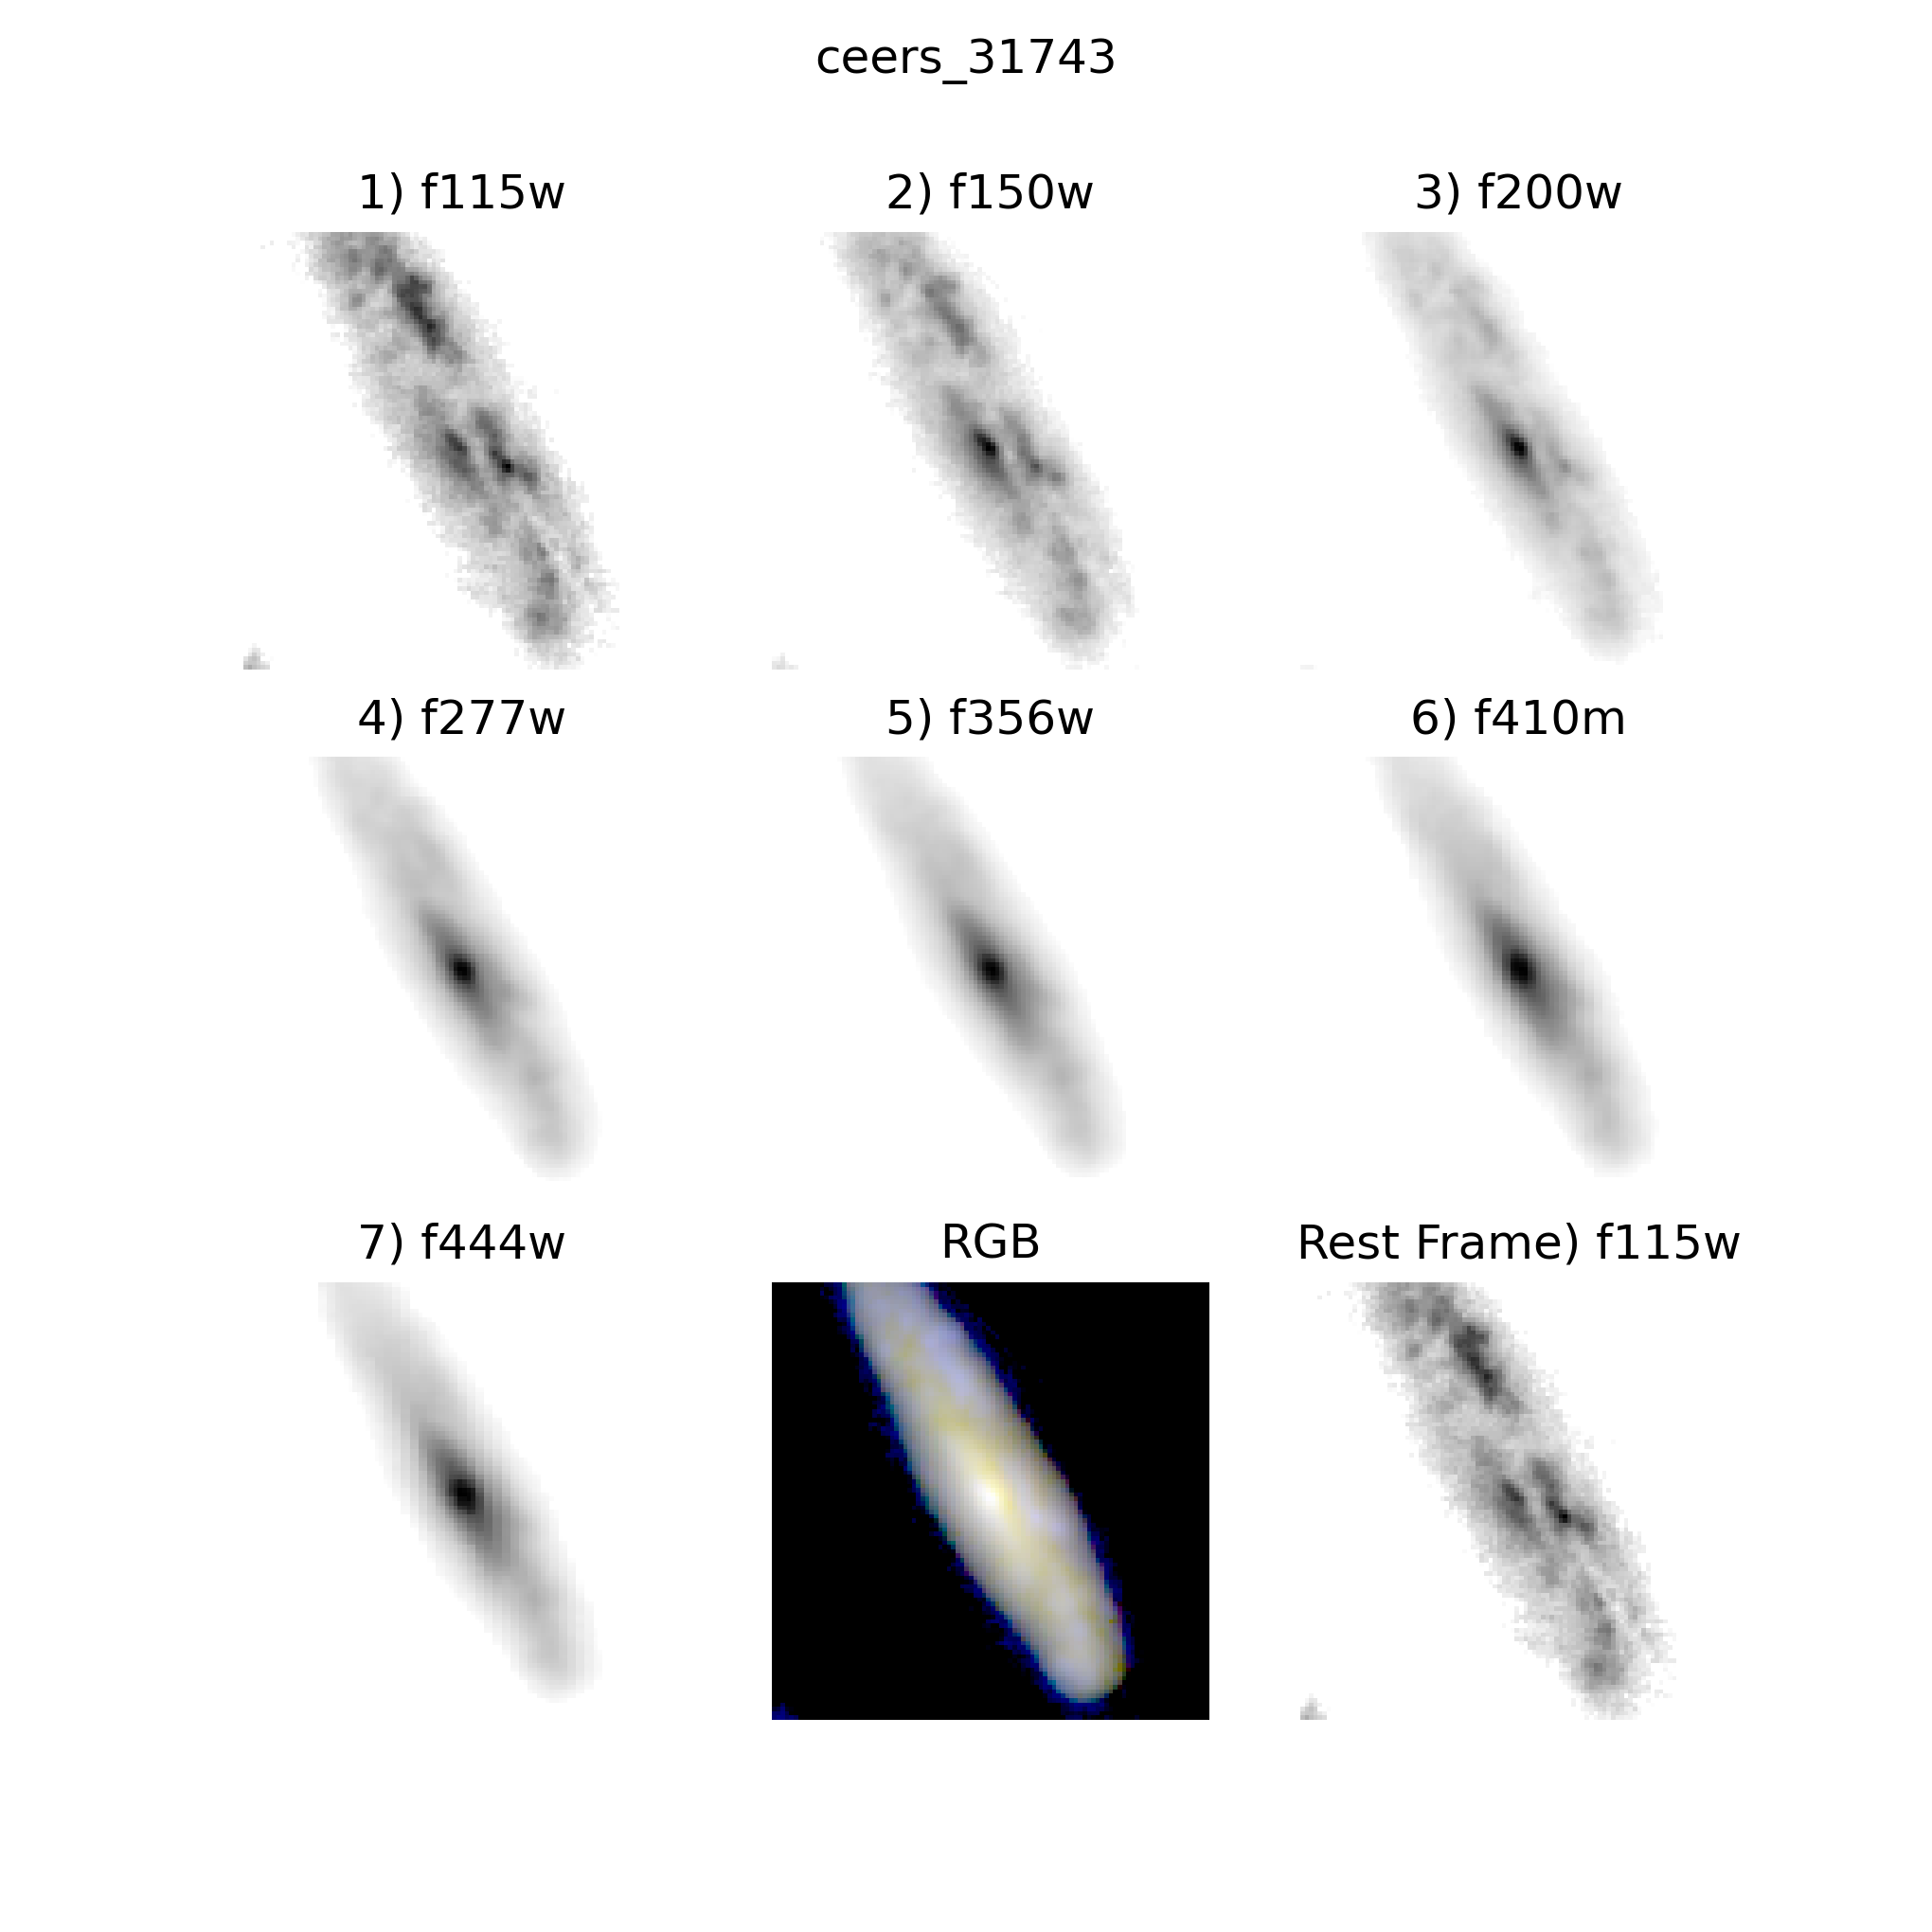 ceers_31743
1) f115w
2) f150w
3) f200w
4) f277w
5) f356w
6) f410m
7) f444w
RGB
Rest Frame) f115w